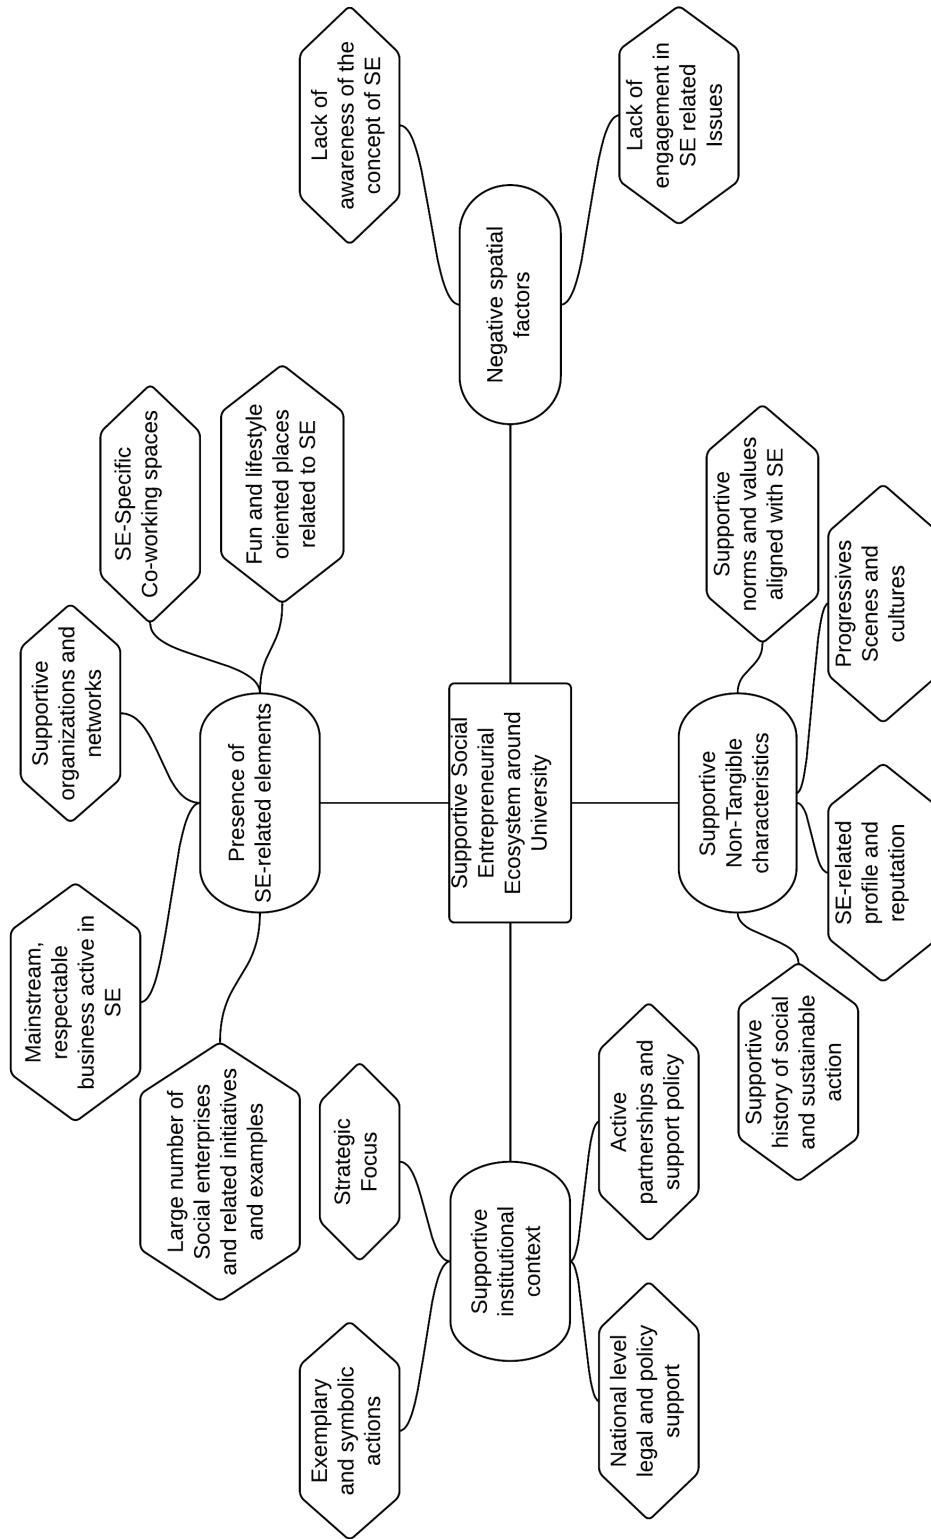 Mainstream,
respectable
business active in
SE
Supportive
organizations and
networks
SE-Specific
Co-working spaces
Large number of
Social enterprises
and related initiatives
and examples
Presence of
SE-related elements
Fun and lifestyle
oriented places
related to SE
Exemplary
and symbolic
actions
Strategic
Focus
Lack of
awareness of the
concept of SE
Supportive
institutional
context
Supportive Social
Entrepreneurial
Ecosystem around
University
Negative spatial
factors
National level
legal and policy
support
Active
partnerships and
support policy
Lack of
engagement in
SE related
Issues
Supportive
Non-Tangible
characteristics
Supportive
norms and values
aligned with SE
Supportive
history of social
and sustainable
action
SE-related
profile and
reputation
Progressives
Scenes and
cultures